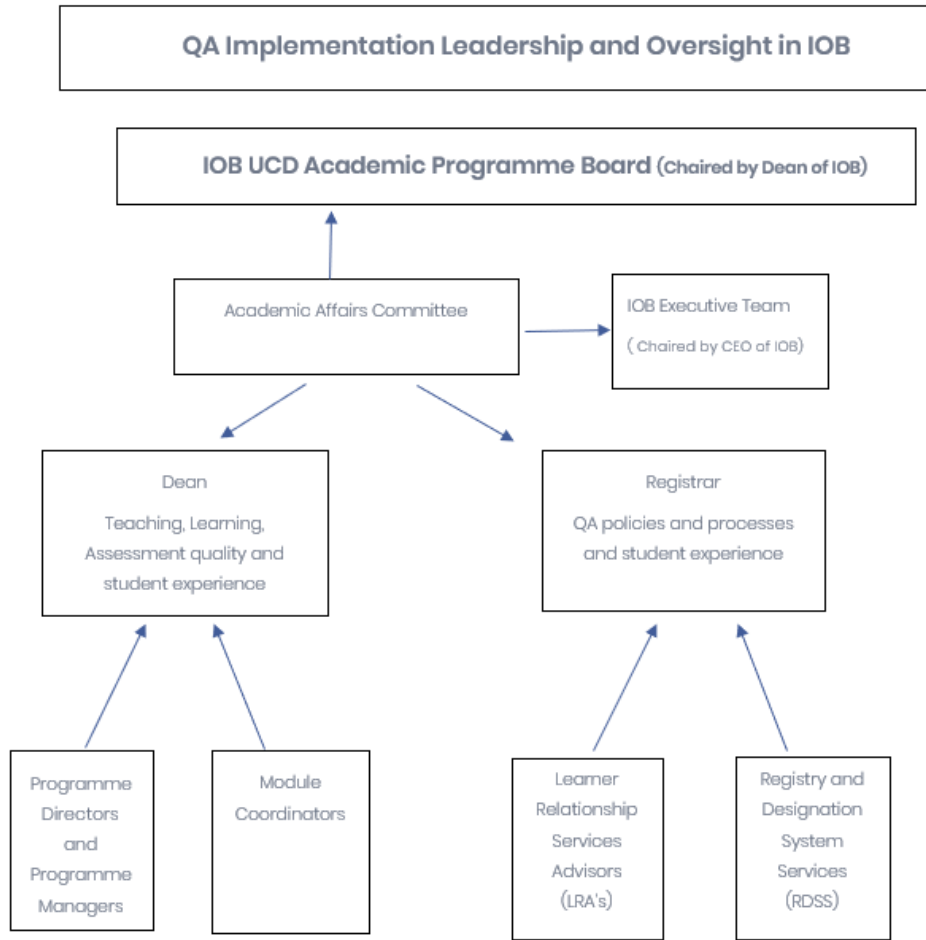 QA Implementation Leadership and Oversight in IOB
IOB UCD Academic Programme Board (Chaired by Dean of IOB)
Academic Affairs Committee
IOB Executive Team
( Chaired by CEO of IOB)
Dean
Teaching, Learning,
Assessment quality and
student experience
Registrar
QA policies and processes
and student experience
Programme
Directors
and
Programme
Managers
Module
Coordinators
Learner
Relationship
Services
Advisors
(LRA's)
Registry and
Designation
System
Services
(RDSS)